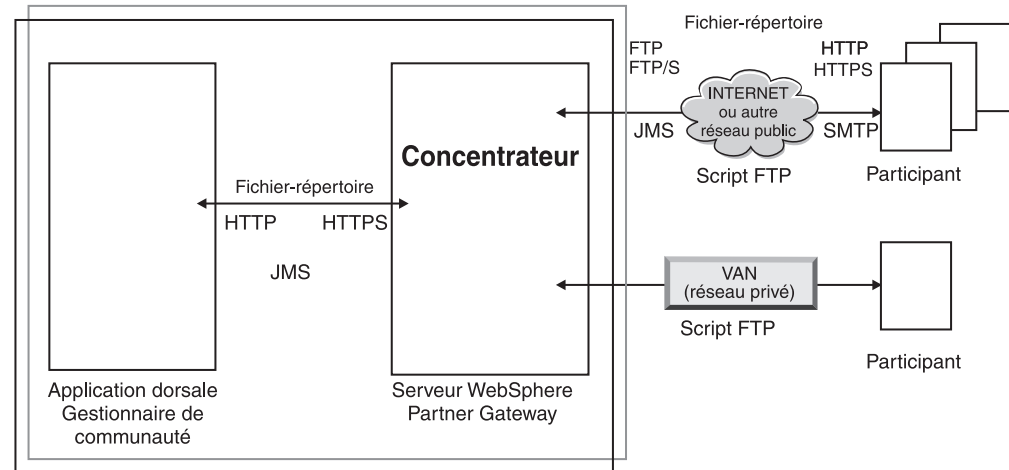 Fichier-répertoire
FTP
FTP/S
HTTP
HTTPS
INTERNET
ou autre
réseau public
JMS
SMTP
Script FTP
Participant
Concentrateur
Fichier-répertoire
HTTP
HTTPS
JMS
VAN
(réseau privé)
Script FTP
Participant
Application dorsale
Gestionnaire de
communauté
Serveur WebSphere
Partner Gateway